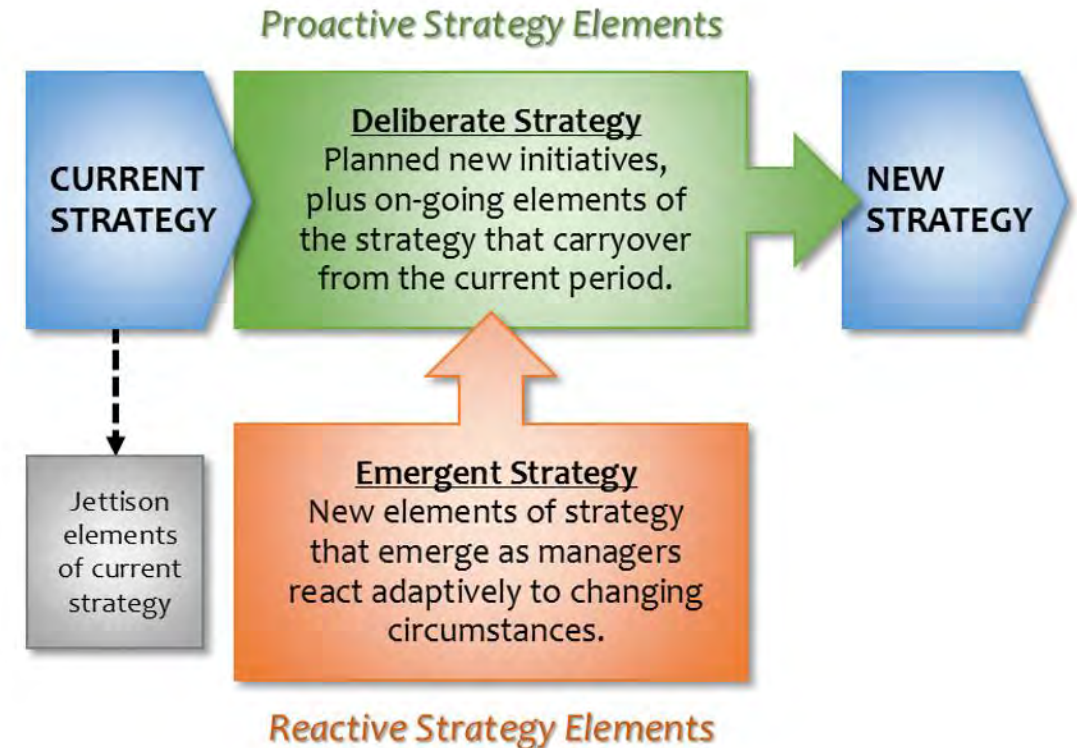 Proactive Strategy Elements
CURRENT
STRATEGY
Deliberate Strategy
Planned new initiatives,
plus on-going elements of
the strategy that carryover
from the current period.
NEW
STRATEGY
Jettison
elements
of current
strategy
Emergent Strategy
New elements of strategy
that emerge as managers
react adaptively to changing
circumstances.
Reactive Strategy Elements